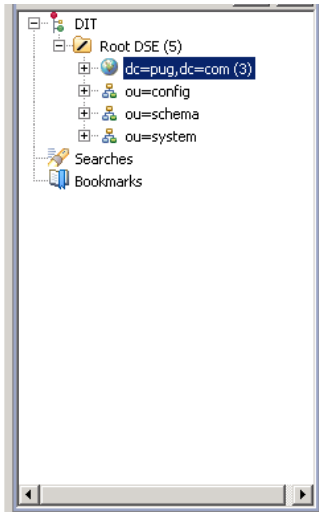 DIT
Root DSE (5)
dc=pug,dc=com (3)
ou=config
ou=schema
ou=system
Searches
Bookmarks